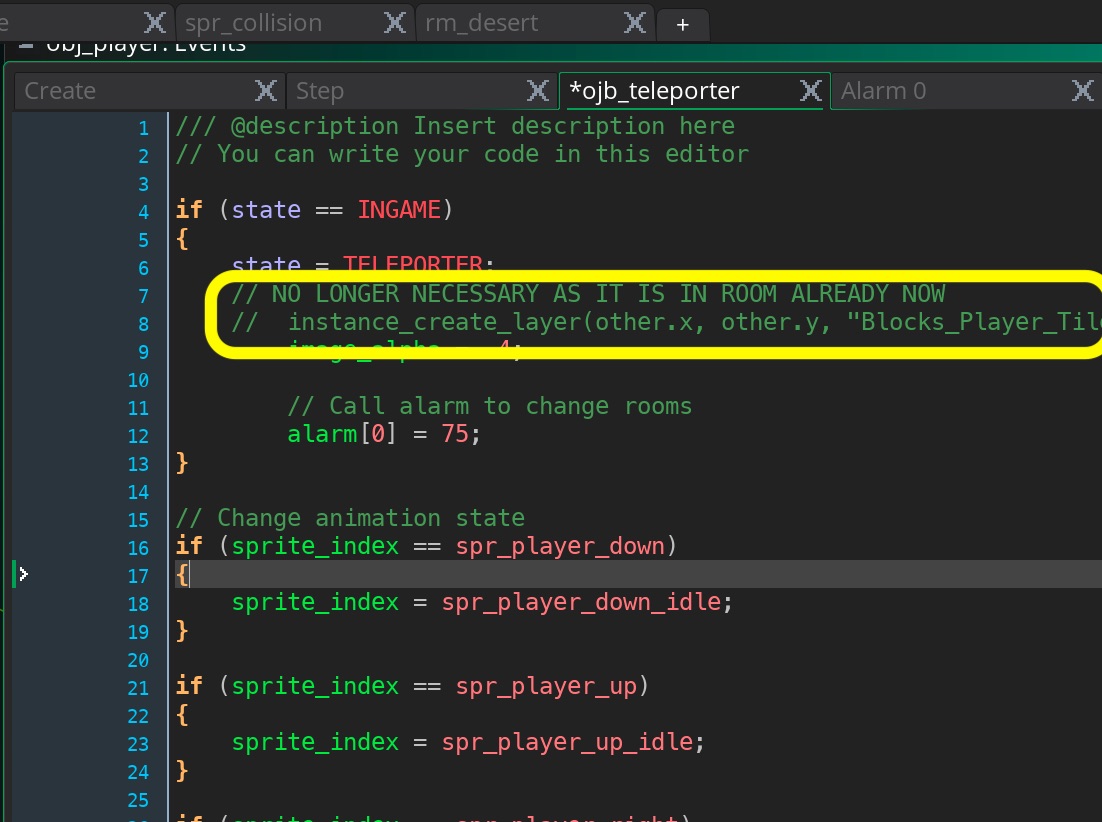 e spr_collision rm_desert +
obj_player: Events
Create Step *ojb_teleporter Alarm 0
1 /// @description Insert description here
2 // You can write your code in this editor
3
4 if (state == INGAME)
5 {
6 state = TELEPORTER;
7 // NO LONGER NECESSARY AS IT IS IN ROOM ALREADY NOW
8 // instance_create_layer(other.x, other.y, "Blocks_Player_Tile
9 image_alpha
10
11 // Call alarm to change rooms
12 alarm[0] = 75;
13 }
14
15 // Change animation state
16 if (sprite_index == spr_player_down)
17 {
18 sprite_index = spr_player_down_idle;
19 }
20
21 if (sprite_index == spr_player_up)
22 {
23 sprite_index = spr_player_up_idle;
24 }
25
if (sprite_index == spr_player_right)